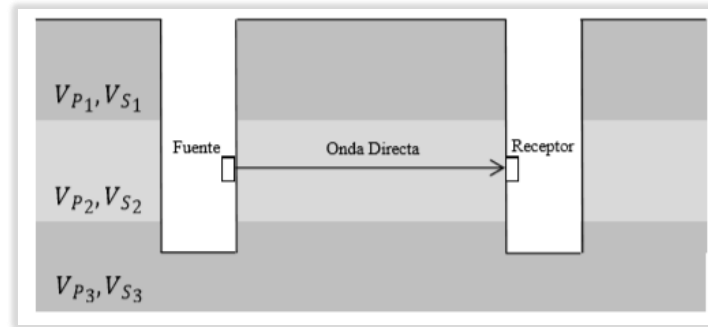 V_{P_1}, V_{S_1}
Fuente
Onda Directa
Receptor
V_{P_2}, V_{S_2}
V_{P_3}, V_{S_3}